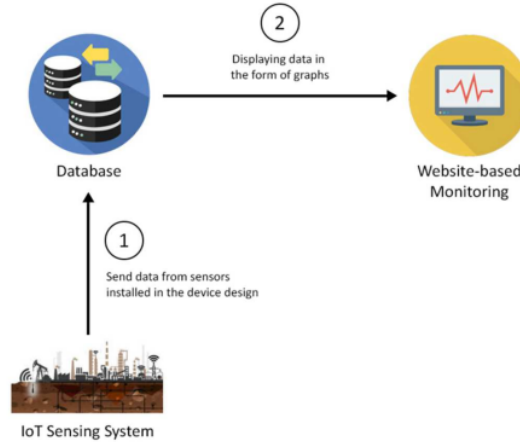 2
Displaying data in
the form of graphs
Database
Website-based
Monitoring
1
Send data from sensors
installed in the device design
IoT Sensing System